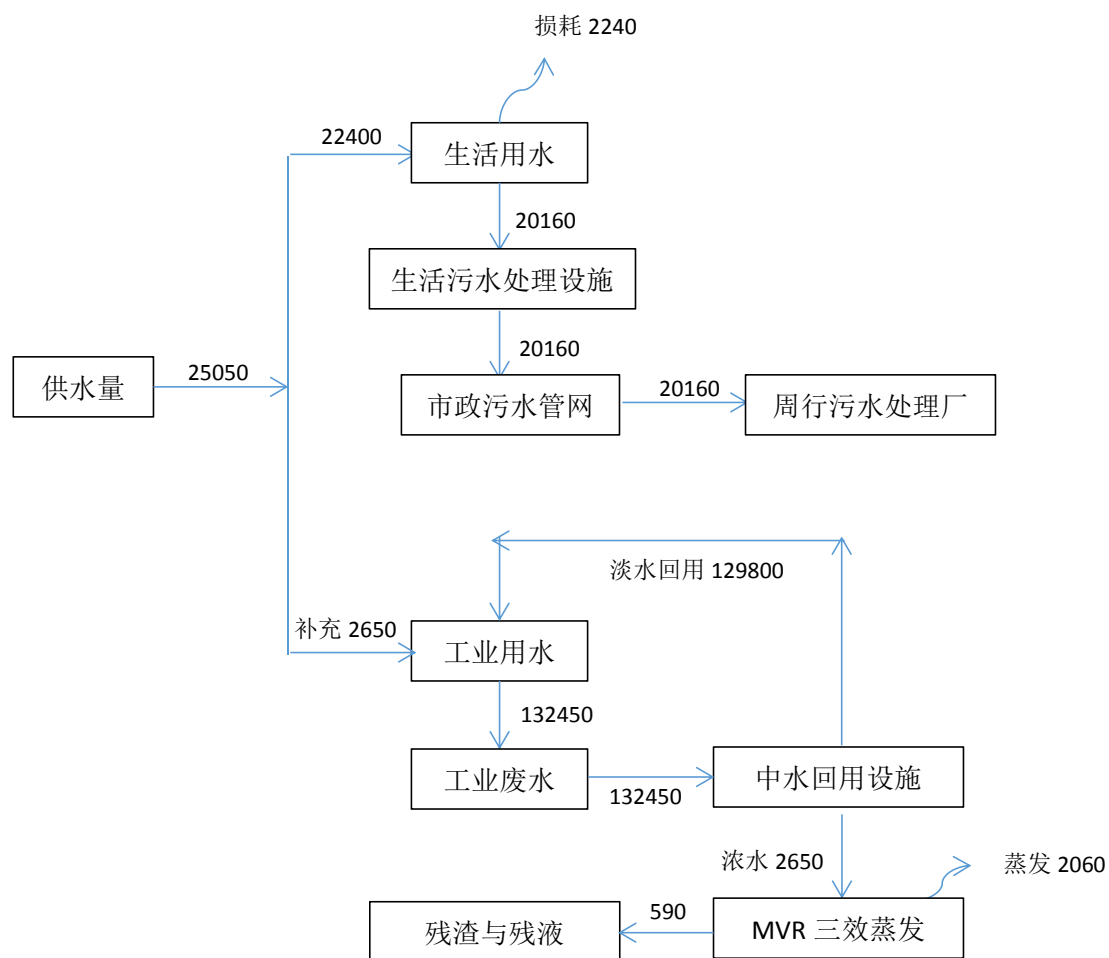 损耗 2240
22400
生活用水
20160
生活污水处理设施
20160
供水量
25050
市政污水管网
20160
周行污水处理厂
淡水回用 129800
补充 2650
工业用水
132450
工业废水
132450
中水回用设施
浓水 2650
蒸发 2060
残渣与残液
590
MVR 三效蒸发